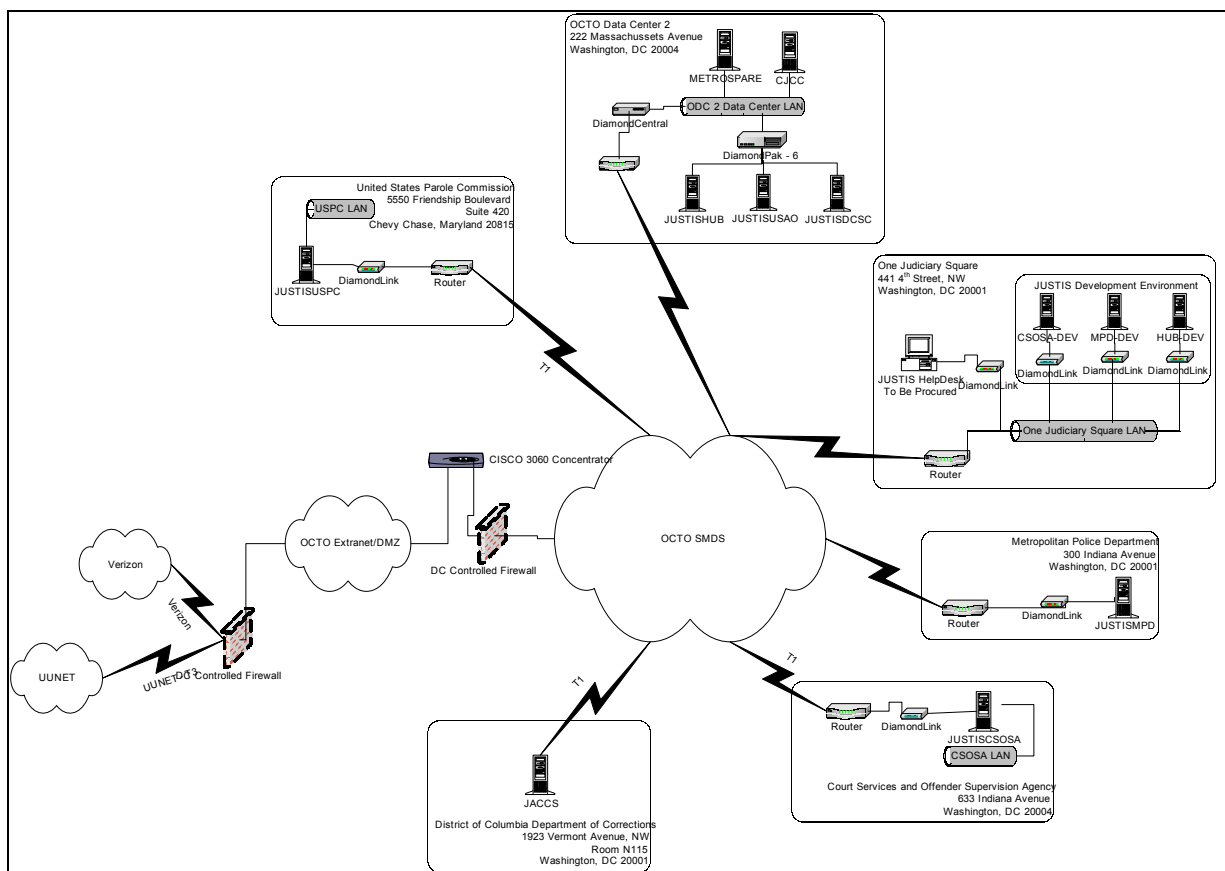 OCTO Data Center 2
222 Massachussets Avenue
Washington, DC 20004
METROSPARE
CJCC
ODC 2 Data Center LAN
DiamondCentral
DiamondPak - 6
JUSTISHUB
JUSTISUSAO
JUSTISDCSC
United States Parole Commission
5550 Friendship Boulevard
Suite 420
Chevy Chase, Maryland 20815
USPC LAN
JUSTISUSPC
DiamondLink
Router
T1
One Judiciary Square
441 4th Street, NW
Washington, DC 20001
JUSTIS Development Environment
CSOSA-DEV
MPD-DEV
HUB-DEV
DiamondLink
DiamondLink
DiamondLink
JUSTIS HelpDesk
To Be Procured
DiamondLink
One Judiciary Square LAN
Router
CISCO 3060 Concentrator
OCTO Extranet/DMZ
DC Controlled Firewall
OCTO SMDS
Verizon
Verizon
UUNET
UUNET - T3
DC Controlled Firewall
Metropolitan Police Department
300 Indiana Avenue
Washington, DC 20001
Router
DiamondLink
JUSTISMPD
T1
Router
DiamondLink
JUSTISCSOSA
CSOSA LAN
Court Services and Offender Supervision Agency
633 Indiana Avenue
Washington, DC 20004
T1
JACCS
District of Columbia Department of Corrections
1923 Vermont Avenue, NW
Room N115
Washington, DC 20001